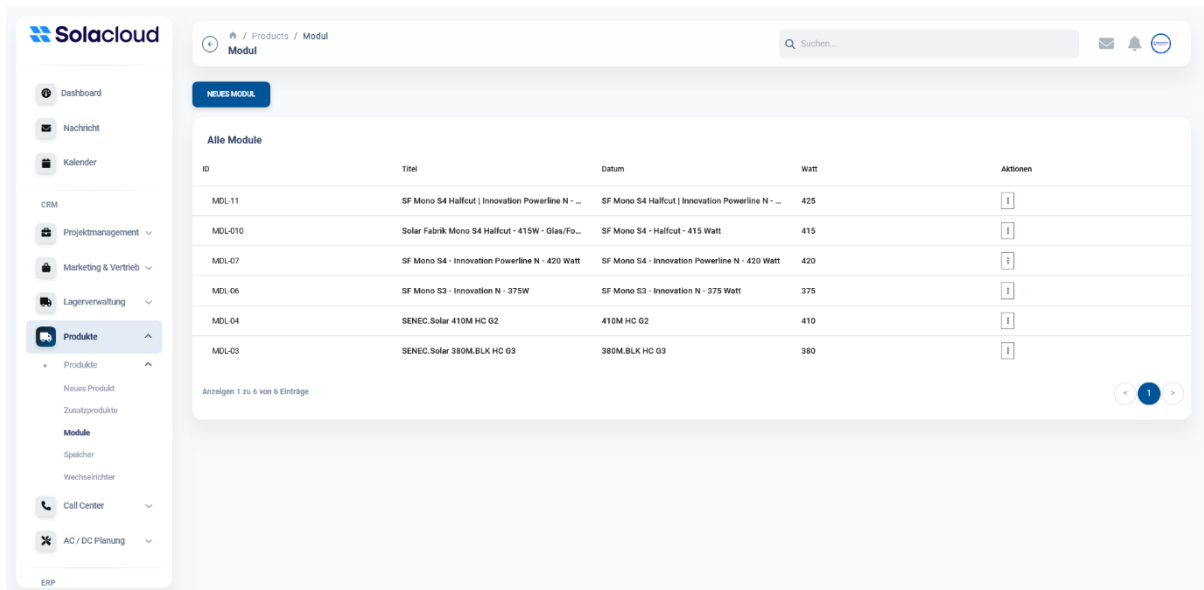 Solacloud
/ Products / Modul
Modul
Suchen...
Dashboard
Nachricht
Kalender
CRM
Projektmanagement
Marketing & Vertrieb
Lagerverwaltung
Produkte
Produkte
Neues Produkt
Zusatzprodukte
Module
Speicher
Wechselrichter
Call Center
AC / DC Planung
ERP
NEUES MODUL
Alle Module
ID Titel Datum Watt Aktionen
MDL-11 SF Mono S4 Halfcut | Innovation Powerline N - ... SF Mono S4 Halfcut | Innovation Powerline N - ... 425
MDL-010 Solar Fabrik Mono S4 Halfcut - 415W - Glas/Fo... SF Mono S4 - Halfcut - 415 Watt 415
MDL-07 SF Mono S4 - Innovation Powerline N - 420 Watt SF Mono S4 - Innovation Powerline N - 420 Watt 420
MDL-06 SF Mono S3 - Innovation N - 375W SF Mono S3 - Innovation N - 375 Watt 375
MDL-04 SENEC.Solar 410M HC G2 410M HC G2 410
MDL-03 SENEC.Solar 380M.BLK HC G3 380M.BLK HC G3 380
Anzeigen 1 zu 6 von 6 Einträge
< 1 >